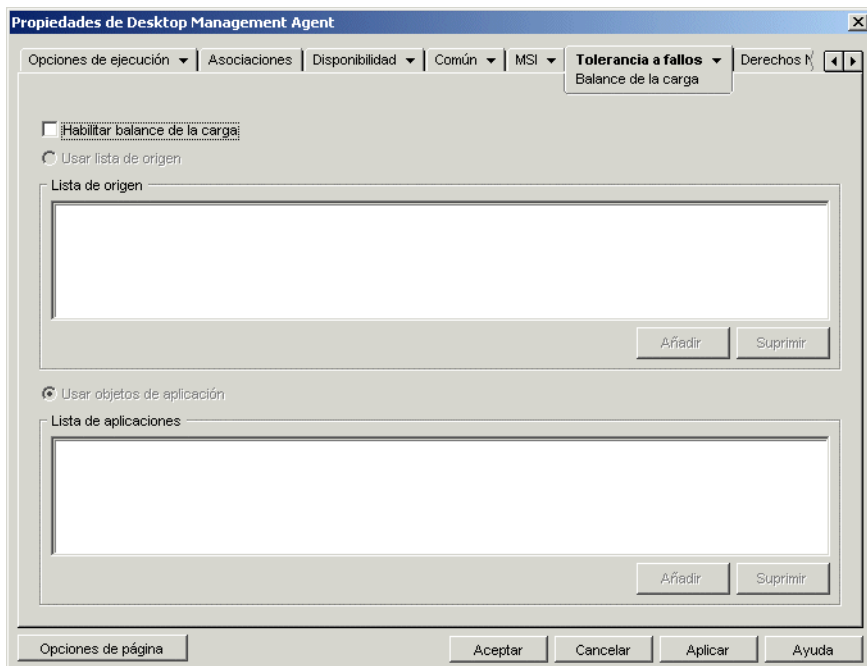 Propiedades de Desktop Management Agent
Opciones de ejecución Asociaciones Disponibilidad Común MSI Tolerancia a fallos Derechos
Balance de la carga
Habilitar balance de la carga
Usar lista de origen
Lista de origen
Añadir Suprimir
Usar objetos de aplicación
Lista de aplicaciones
Añadir Suprimir
Opciones de página Aceptar Cancelar Aplicar Ayuda